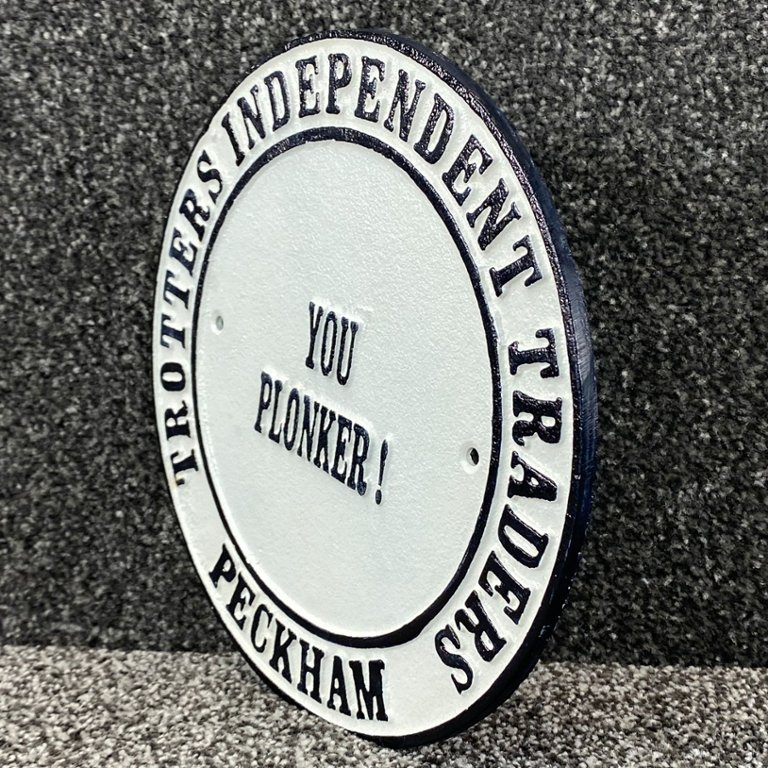 TROTTERS INDEPENDENT TRADERS
YOU
PLONKER!
PECKHAM